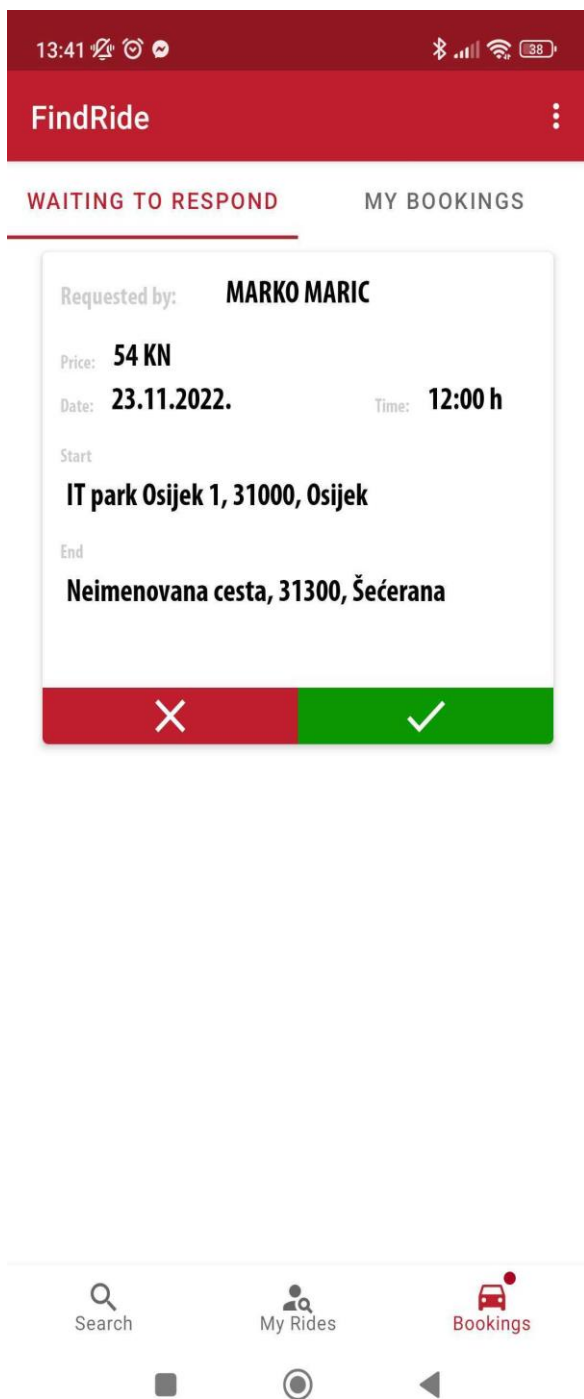 13:41 38
FindRide
WAITING TO RESPOND MY BOOKINGS
Requested by: MARKO MARIC
Price: 54 KN
Date: 23.11.2022. Time: 12:00 h
Start
IT park Osijek 1, 31000, Osijek
End
Neimenovana cesta, 31300, Šećerana
Search My Rides Bookings